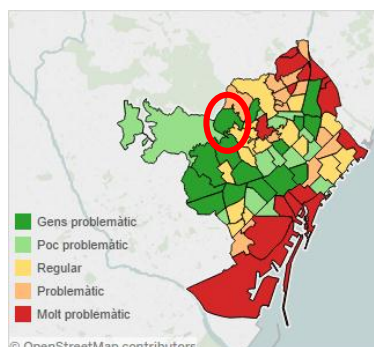 Gens problemàtic
Poc problemàtic
Regular
Problemàtic
Molt problemàtic
© OpenStreetMap contributors